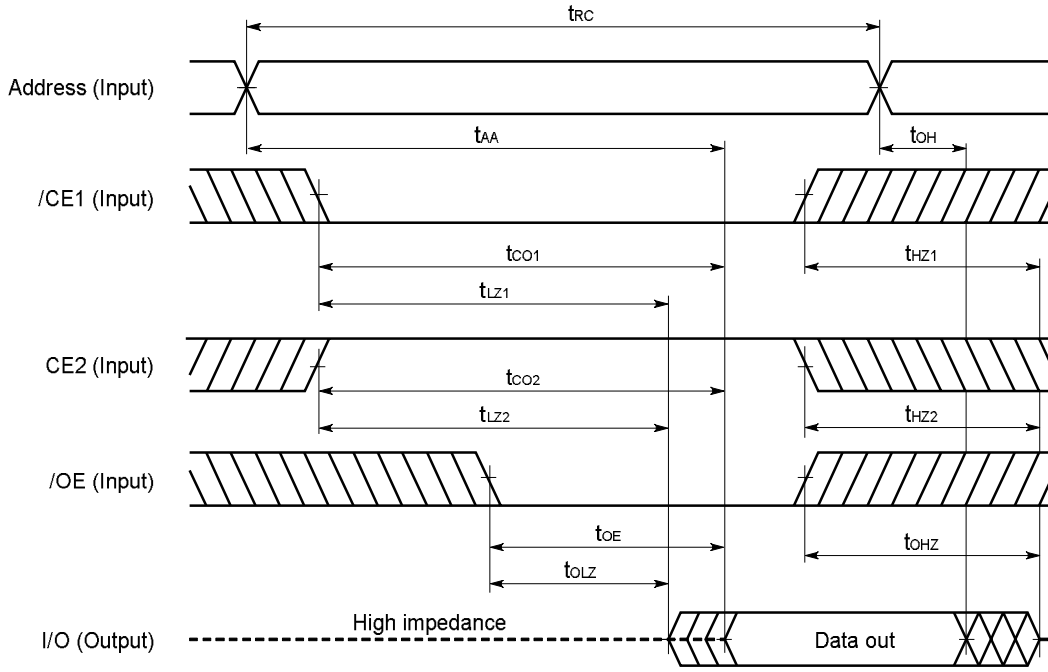 tRC
Address (Input)
tAA
tOH
/CE1 (Input)
tCO1
tHZ1
tLZ1
CE2 (Input)
tCO2
tLZ2
tHZ2
/OE (Input)
tOE
tOHZ
tOLZ
High impedance
I/O (Output)
Data out